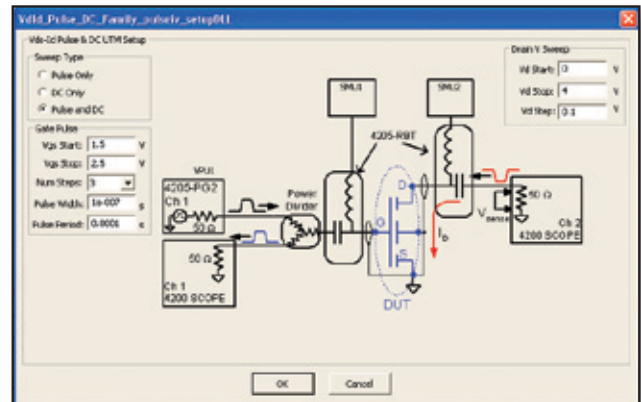 VdId_Pulse_DC_Family_pulseiv_setupDLL
Vds-Id Pulse & DC UTM Setup
Sweep Type
Pulse Only
DC Only
Pulse and DC
Gate Pulse
Vgs Start: 1.5 V
Vgs Stop: 2.5 V
Num Steps:
Pulse Width: 1e-007 s
Pulse Period: 0.0001 s
Drain V Sweep
Vd Start: 0 V
Vd Stop: 4 V
Vd Step: 0.1 V
SMU1
SMU2
4205-RBT
VPU1
4205-PG2
Ch 1
50 Ω
Power
Divider
50 Ω
Ch 1
4200 SCOPE
D
G
S
DUT
I_D
50 Ω
V_sense
Ch 2
4200 SCOPE
OK
Cancel